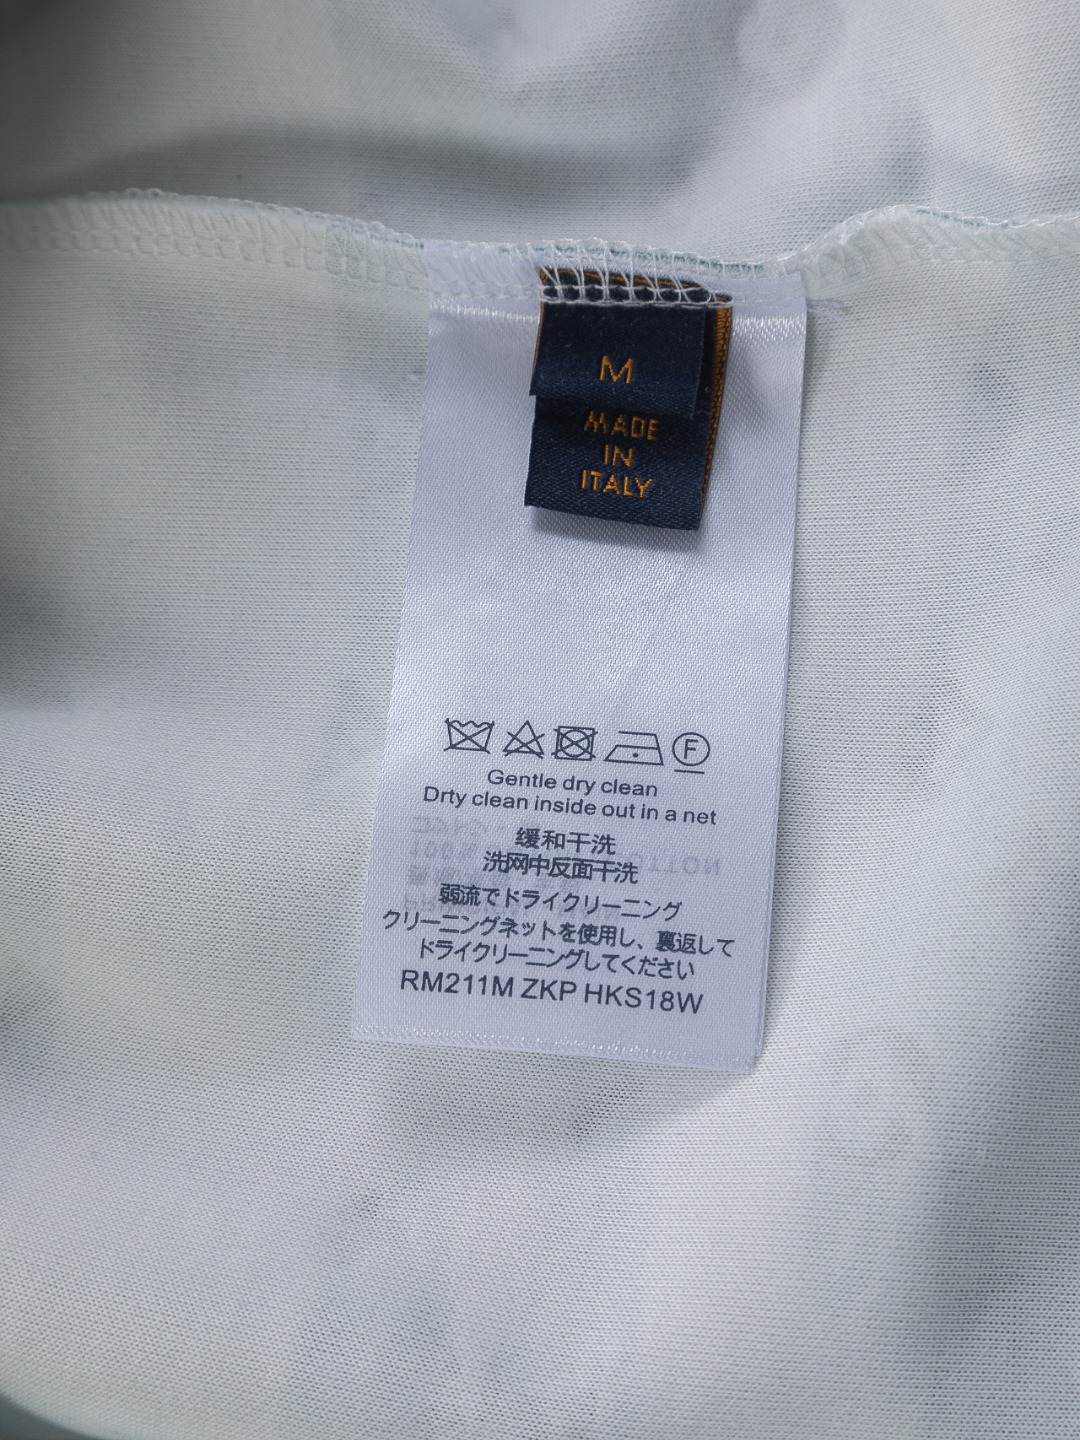 M
MADE
IN
ITALY
F
Gentle dry clean
Drty clean inside out in a net
缓和干洗
洗网中反面干洗
弱流でドライクリーニング
クリーニングネットを使用し、裏返して
ドライクリーニングしてください
RM211M ZKP HKS18W